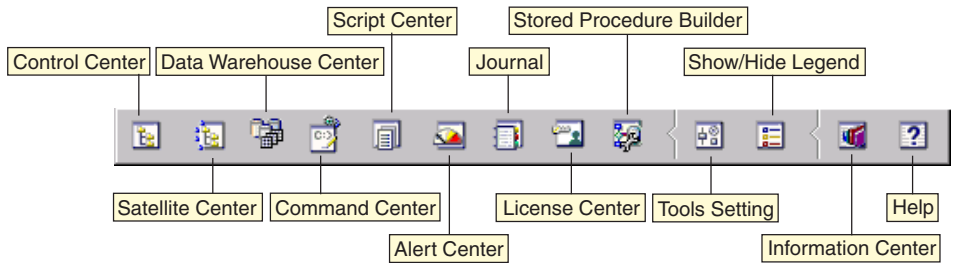 Script Center
Stored Procedure Builder
Control Center
Data Warehouse Center
Journal
Show/Hide Legend
Satellite Center
Command Center
License Center
Tools Setting
Help
Alert Center
Information Center